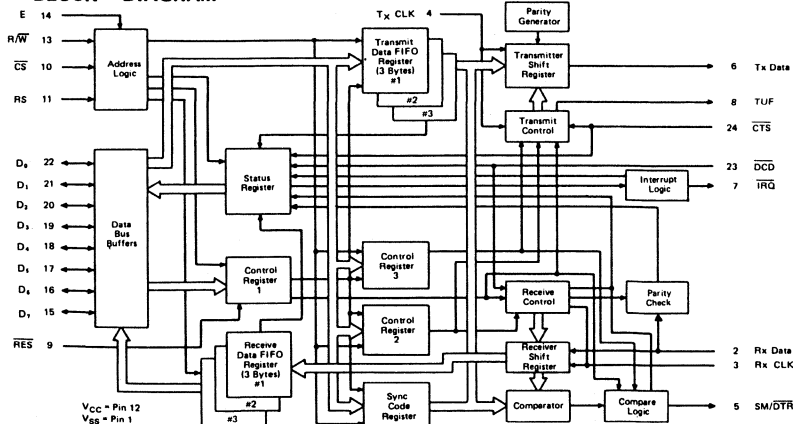 BLOCK DIAGRAM
E 14
R/W 13
CS 10
RS 11
Address
Logic
Tx CLK 4
Parity
Generator
Transmit
Data FIFO
Register
(3 Bytes)
#1
#2
#3
Transmitter
Shift
Register
6 Tx Data
8 TUF
Transmit
Control
24 CTS
23 DCD
Interrupt
Logic
7 IRQ
D0 22
D1 21
D2 20
D3 19
D4 18
D5 17
D6 16
D7 15
Data
Bus
Buffers
Status
Register
Control
Register
1
Control
Register
3
Control
Register
2
Receive
Control
Parity
Check
RES 9
Receive
Data FIFO
Register
(3 Bytes)
#1
#2
#3
Receiver
Shift
Register
2 Rx Data
3 Rx CLK
Sync
Code
Register
Comparator
Compare
Logic
5 SM/DTR
VCC = Pin 12
VSS = Pin 1